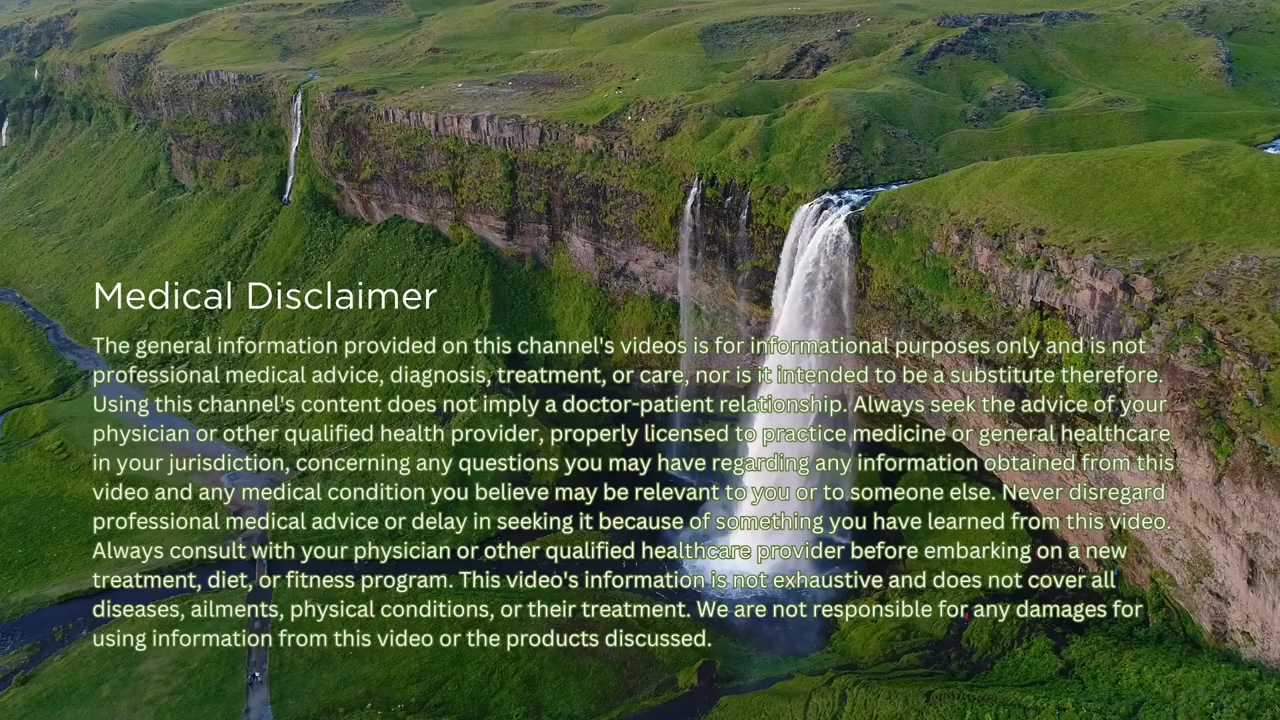 Medical Disclaimer
The general information provided on this channel's videos is for informational purposes only and is not
professional medical advice, diagnosis, treatment, or care, nor is it intended to be a substitute therefore.
Using this channel's content does not imply a doctor-patient relationship. Always seek the advice of your
physician or other qualified health provider, properly licensed to practice medicine or general healthcare
in your jurisdiction, concerning any questions you may have regarding any information obtained from this
video and any medical condition you believe may be relevant to you or to someone else. Never disregard
professional medical advice or delay in seeking it because of something you have learned from this video.
Always consult with your physician or other qualified healthcare provider before embarking on a new
treatment, diet, or fitness program. This video's information is not exhaustive and does not cover all
diseases, ailments, physical conditions, or their treatment. We are not responsible for any damages for
using information from this video or the products discussed.